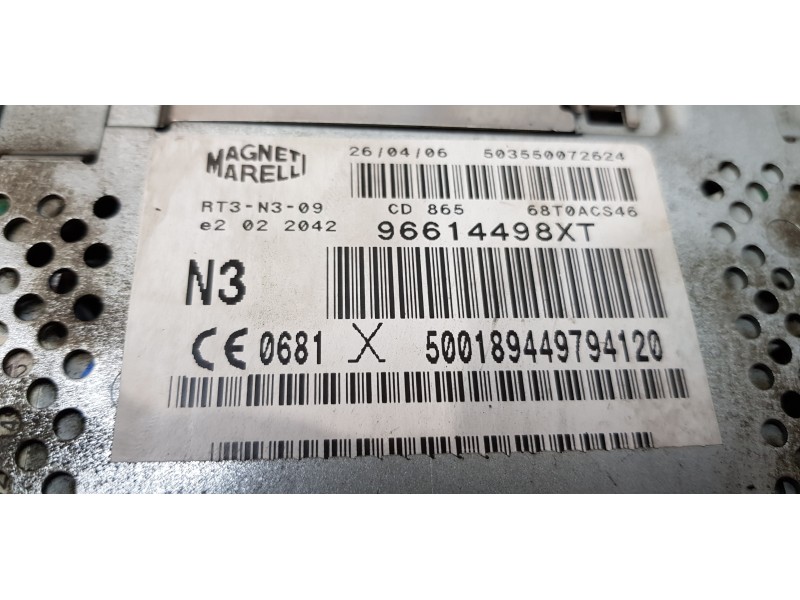 MAGNETI
MARELLI
26/04/06 503550072624
RT3-N3-09 CD 865 68T0ACS46
e2 02 2042 96614498XT
N3
CE 0681 X 500189449794120